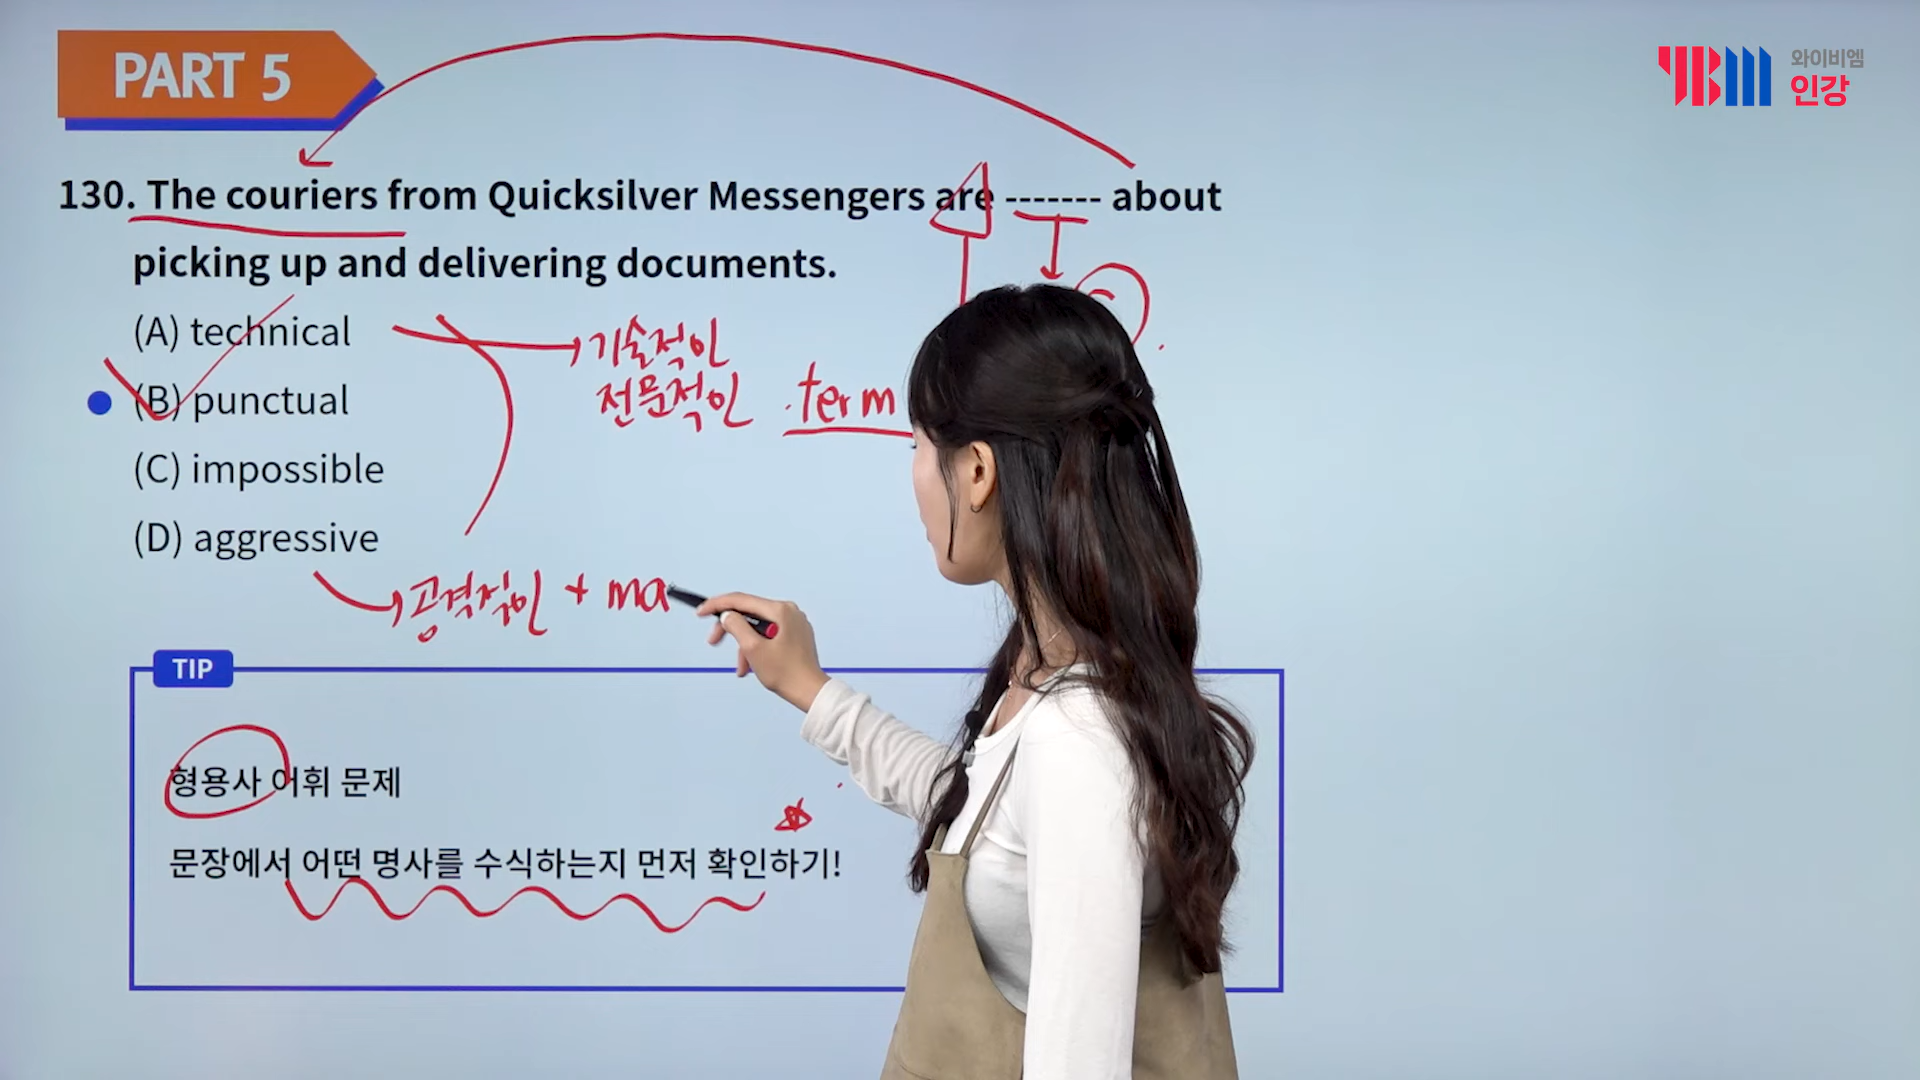 PART 5
YBM 와이비엠
인강
130. The couriers from Quicksilver Messengers are ------- about
picking up and delivering documents.
(A) technical
기술적인
전문적인 term
(B) punctual
(C) impossible
(D) aggressive
공격적인 + ma
TIP
형용사 어휘 문제
문장에서 어떤 명사를 수식하는지 먼저 확인하기!